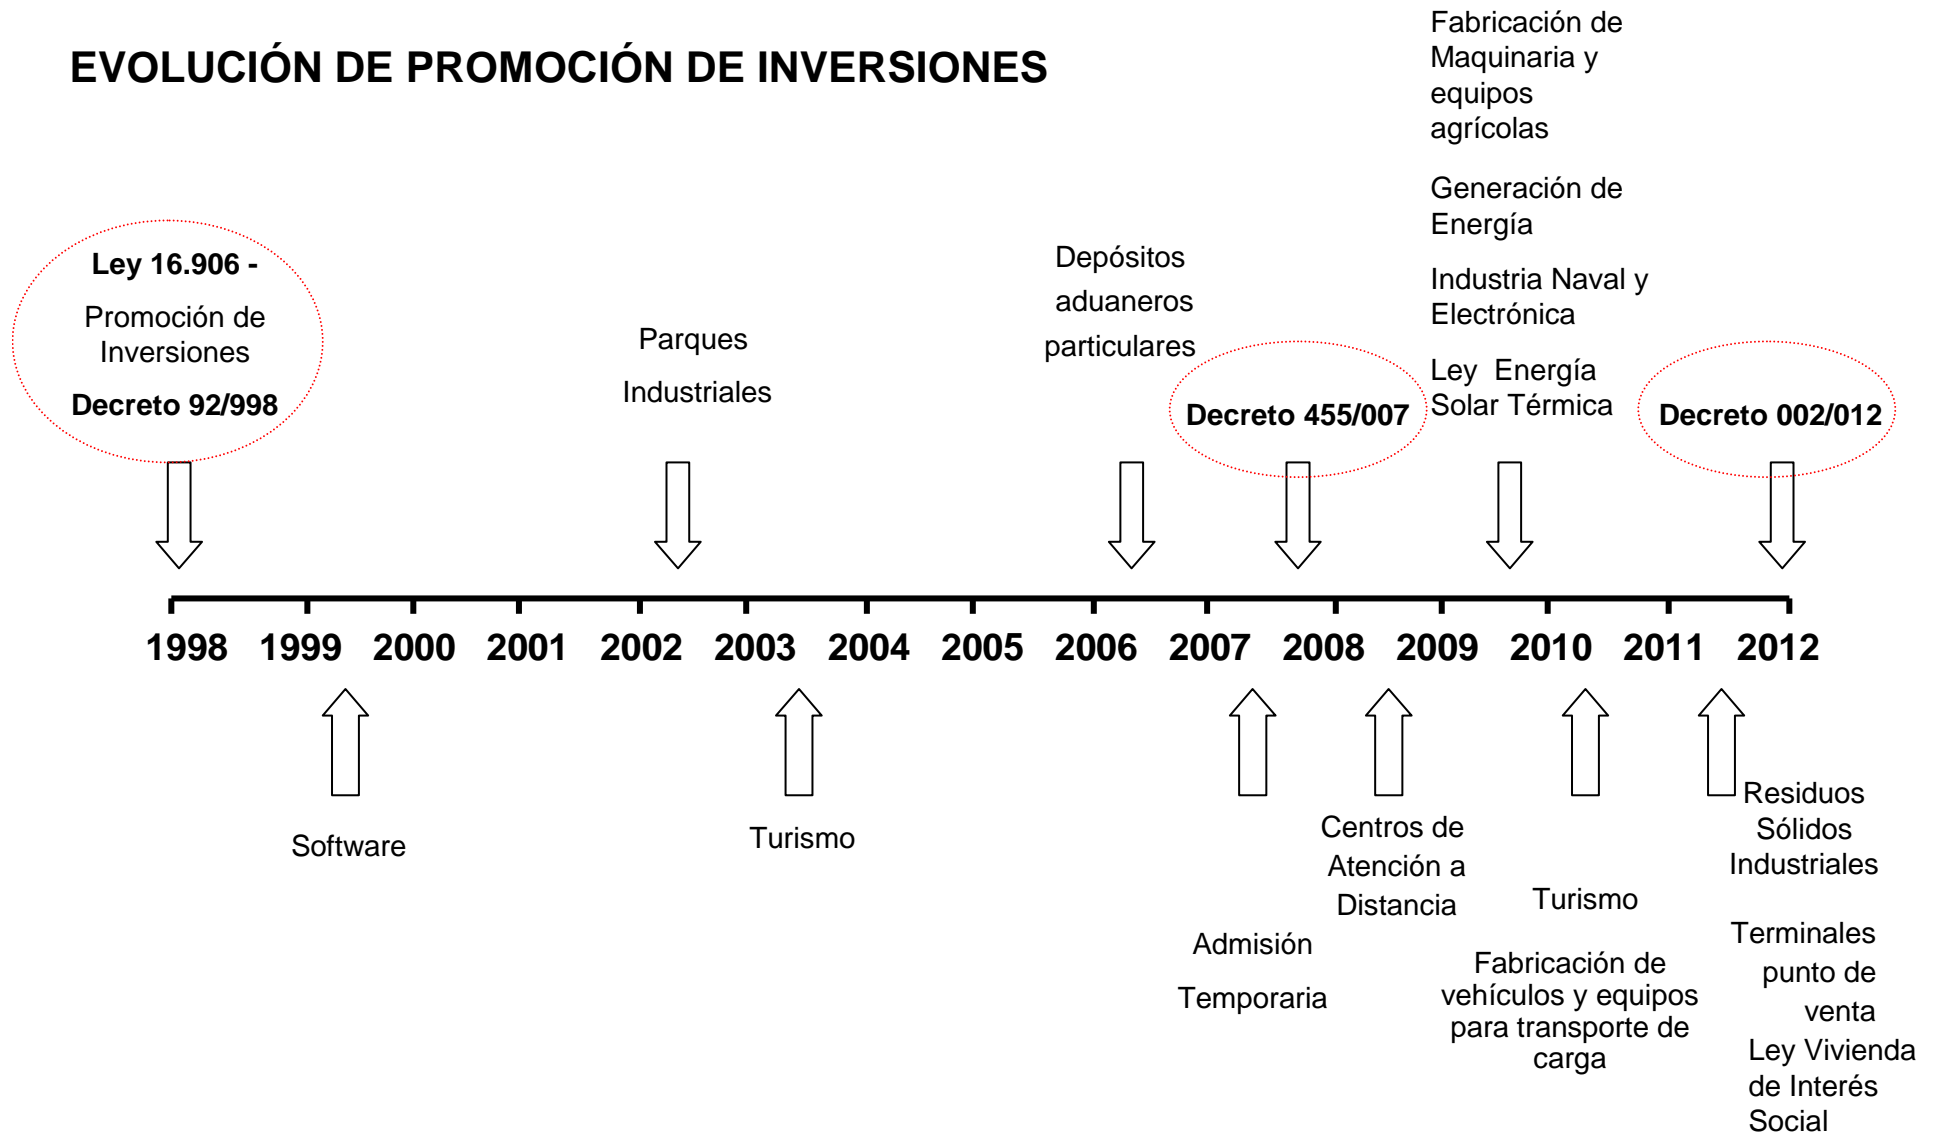 EVOLUCIÓN DE PROMOCIÓN DE INVERSIONES
Ley 16.906 -
Promoción de
Inversiones
Decreto 92/998
Parques
Industriales
Depósitos
aduaneros
particulares
Decreto 455/007
Fabricación de
Maquinaria y
equipos
agrícolas
Generación de
Energía
Industria Naval y
Electrónica
Ley Energía
Solar Térmica
Decreto 002/012
1998 1999 2000 2001 2002 2003 2004 2005 2006 2007 2008 2009 2010 2011 2012
Software
Turismo
Admisión
Temporaria
Centros de
Atención a
Distancia
Turismo
Fabricación de
vehículos y equipos
para transporte de
carga
Residuos
Sólidos
Industriales
Terminales
punto de
venta
Ley Vivienda
de Interés
Social